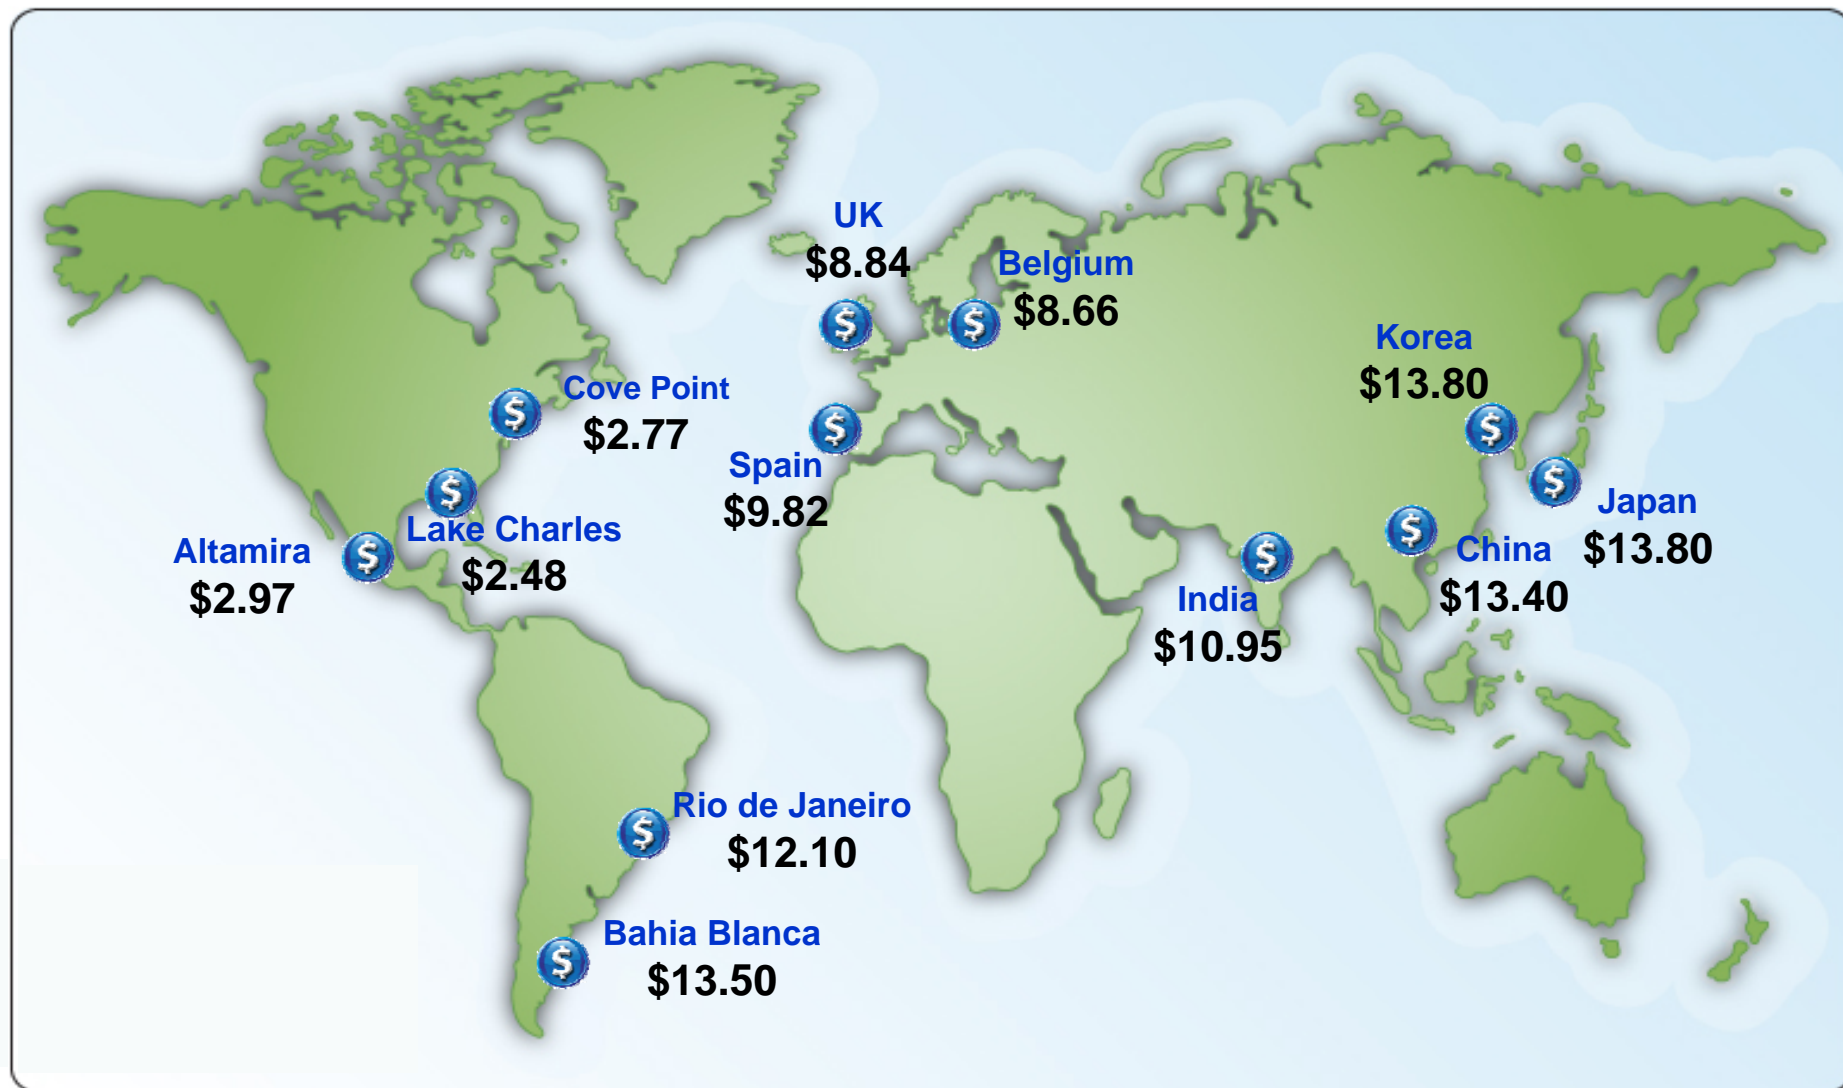 UK
$8.84
Belgium
$8.66
Korea
$13.80
Cove Point
$2.77
Spain
$9.82
Japan
$13.80
Lake Charles
$2.48
Altamira
$2.97
China
$13.40
India
$10.95
Rio de Janeiro
$12.10
Bahia Blanca
$13.50